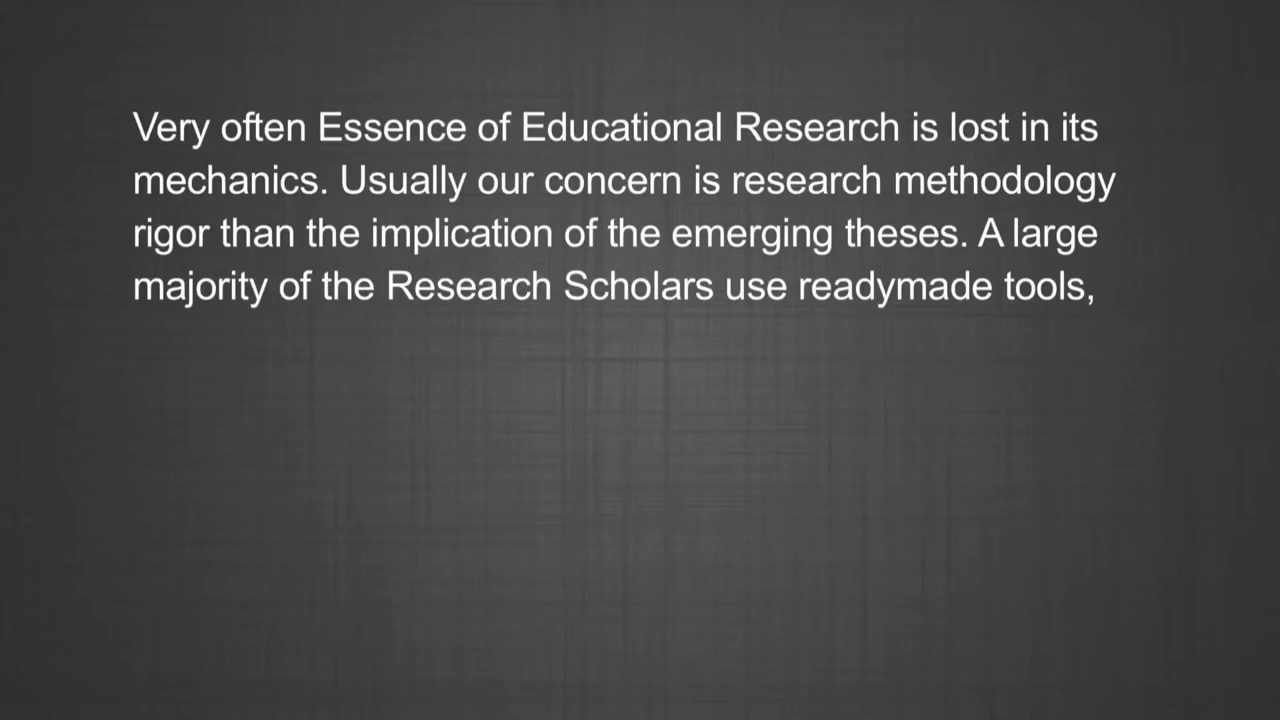 Very often Essence of Educational Research is lost in its
mechanics. Usually our concern is research methodology
rigor than the implication of the emerging theses. A large
majority of the Research Scholars use readymade tools,